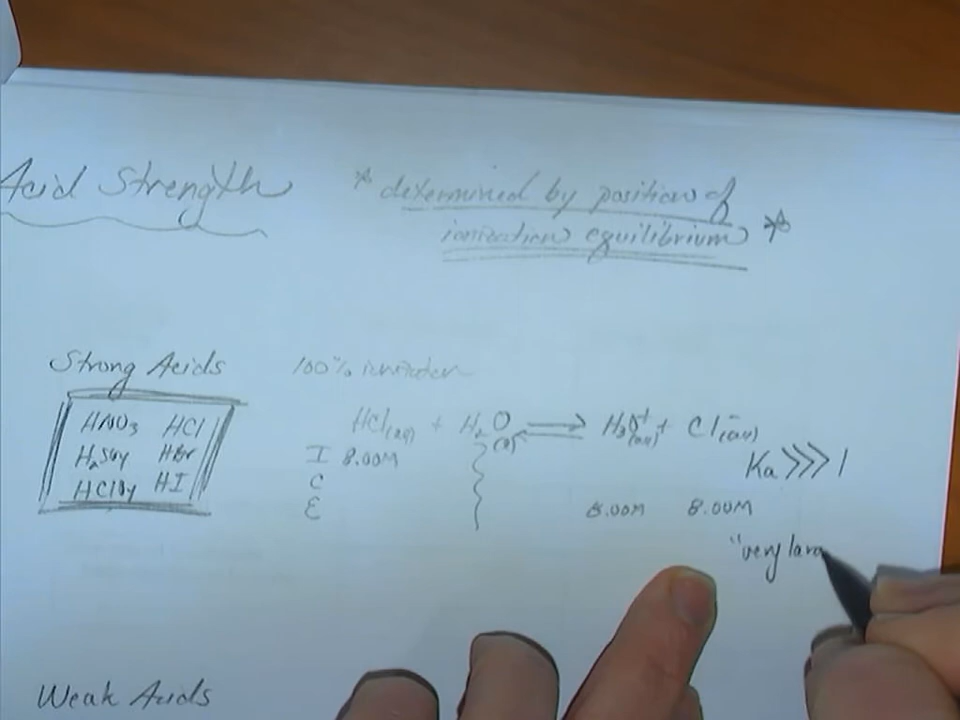 Acid Strength
* determined by position of
ionization equilibrium *
Strong Acids
100% ionization
HNO3 HCl
H2SO4 HBr
HClO4 HI
HCl(aq) + H2O(l) ⇌ H3O+(aq) + Cl-(aq)
I 8.00M
C
E 8.00M 8.00M
Ka >>> 1
"very larg
Weak Acids